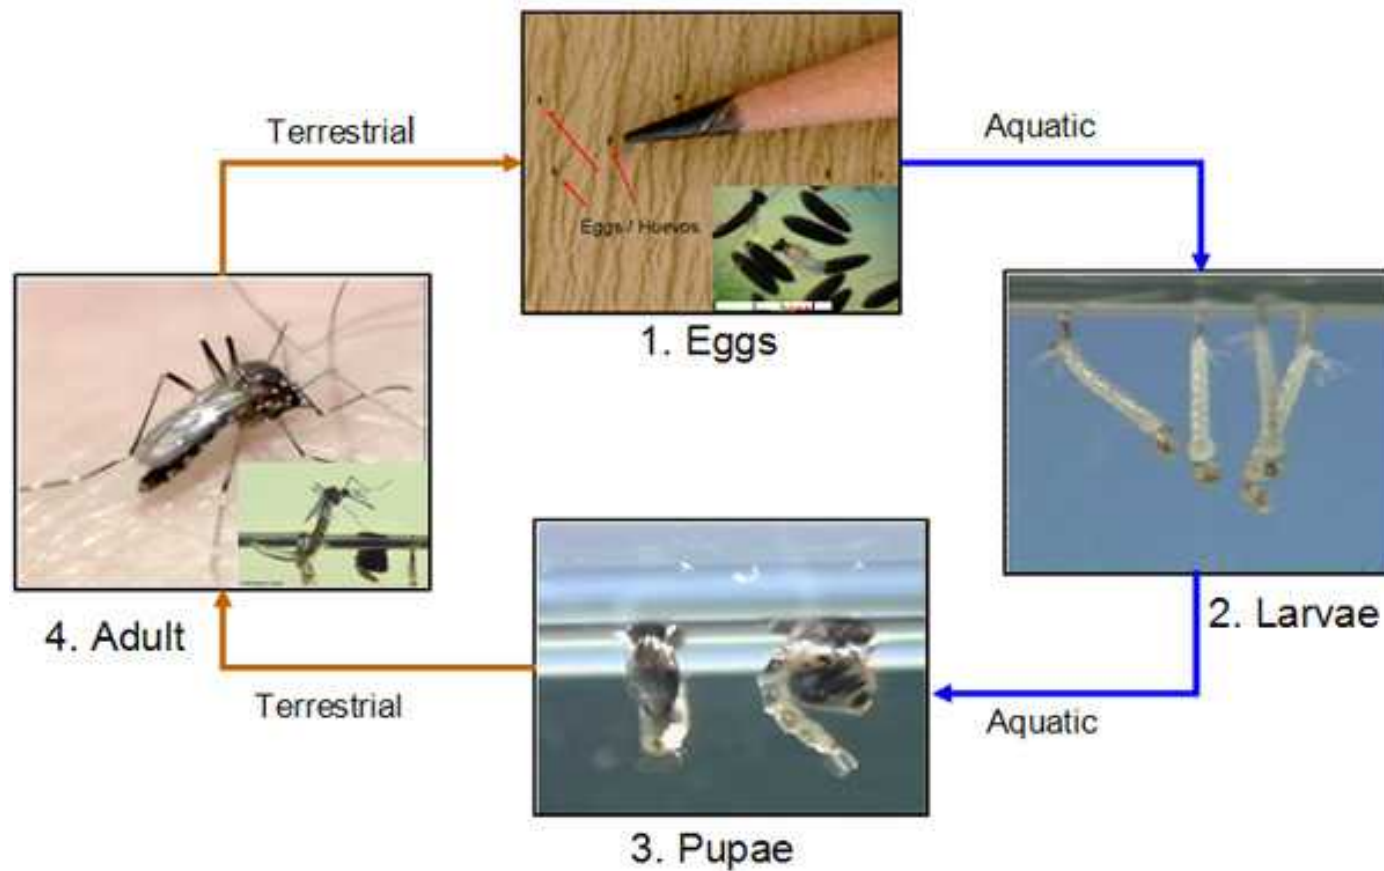 Terrestrial
Aquatic
Eggs / Huevos
1. Eggs
2. Larvae
4. Adult
Terrestrial
Aquatic
3. Pupae